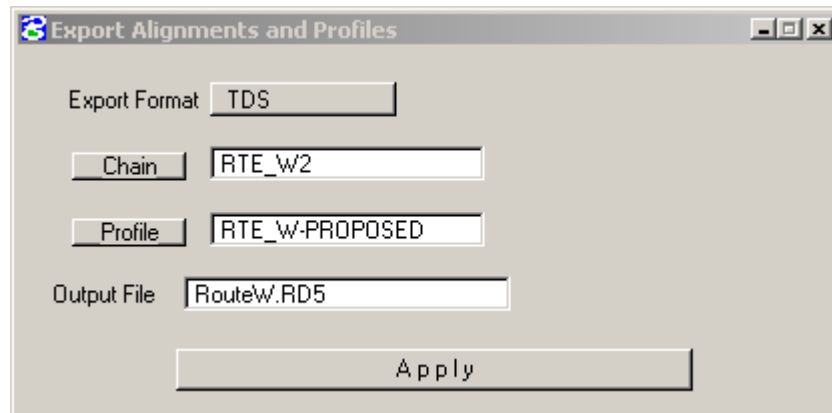 Export Alignments and Profiles
Export Format TDS
Chain RTE_W2
Profile RTE_W-PROPOSED
Output File RouteW.RD5
Apply